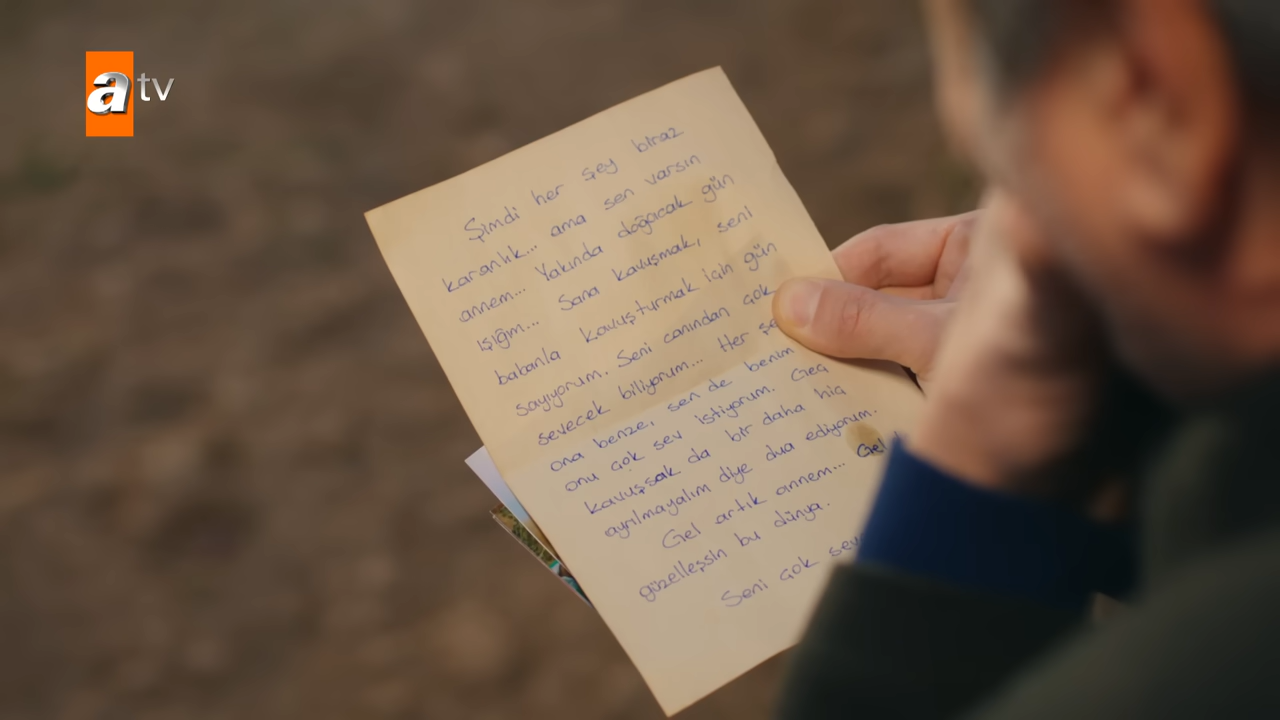 atv
Şimdi her şey biraz
karanlık... ama sen varsın
annem... Yakında doğacak gün
ışığım... Sana kavuşmak, seni
babanla kavuşturmak için gün
sayıyorum. Seni canından çok
sevecek biliyorum... Her
ona benze, sen de benim
onu çok sev istiyorum. Geç
kavuşsak da bir daha hiç
ayrılmayalım diye dua ediyorum.
Gel artık annem... Gel
güzelleşsin bu dünya.
Seni çok